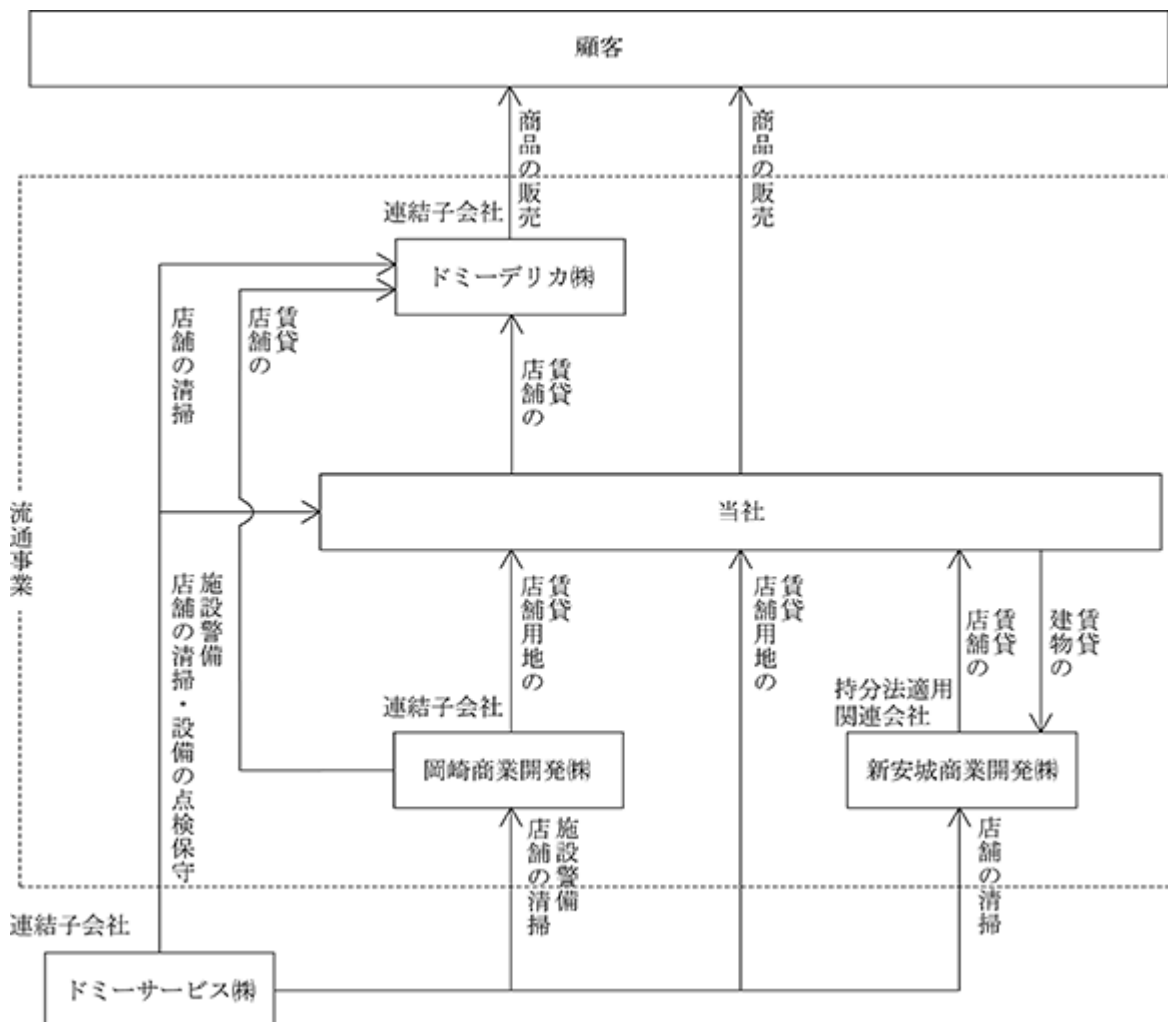 顧客
商品の販売
商品の販売
連結子会社
ドミーデリカ㈱
店舗の清掃
店舗の
賃貸
店舗の
賃貸
当社
流通事業
店舗の清掃・設備の点検保守
施設警備
店舗用地の
賃貸
店舗用地の
賃貸
店舗の
賃貸
建物の
賃貸
連結子会社
岡崎商業開発㈱
持分法適用
関連会社
新安城商業開発㈱
店舗の清掃
施設警備
店舗の清掃
連結子会社
ドミーサービス㈱